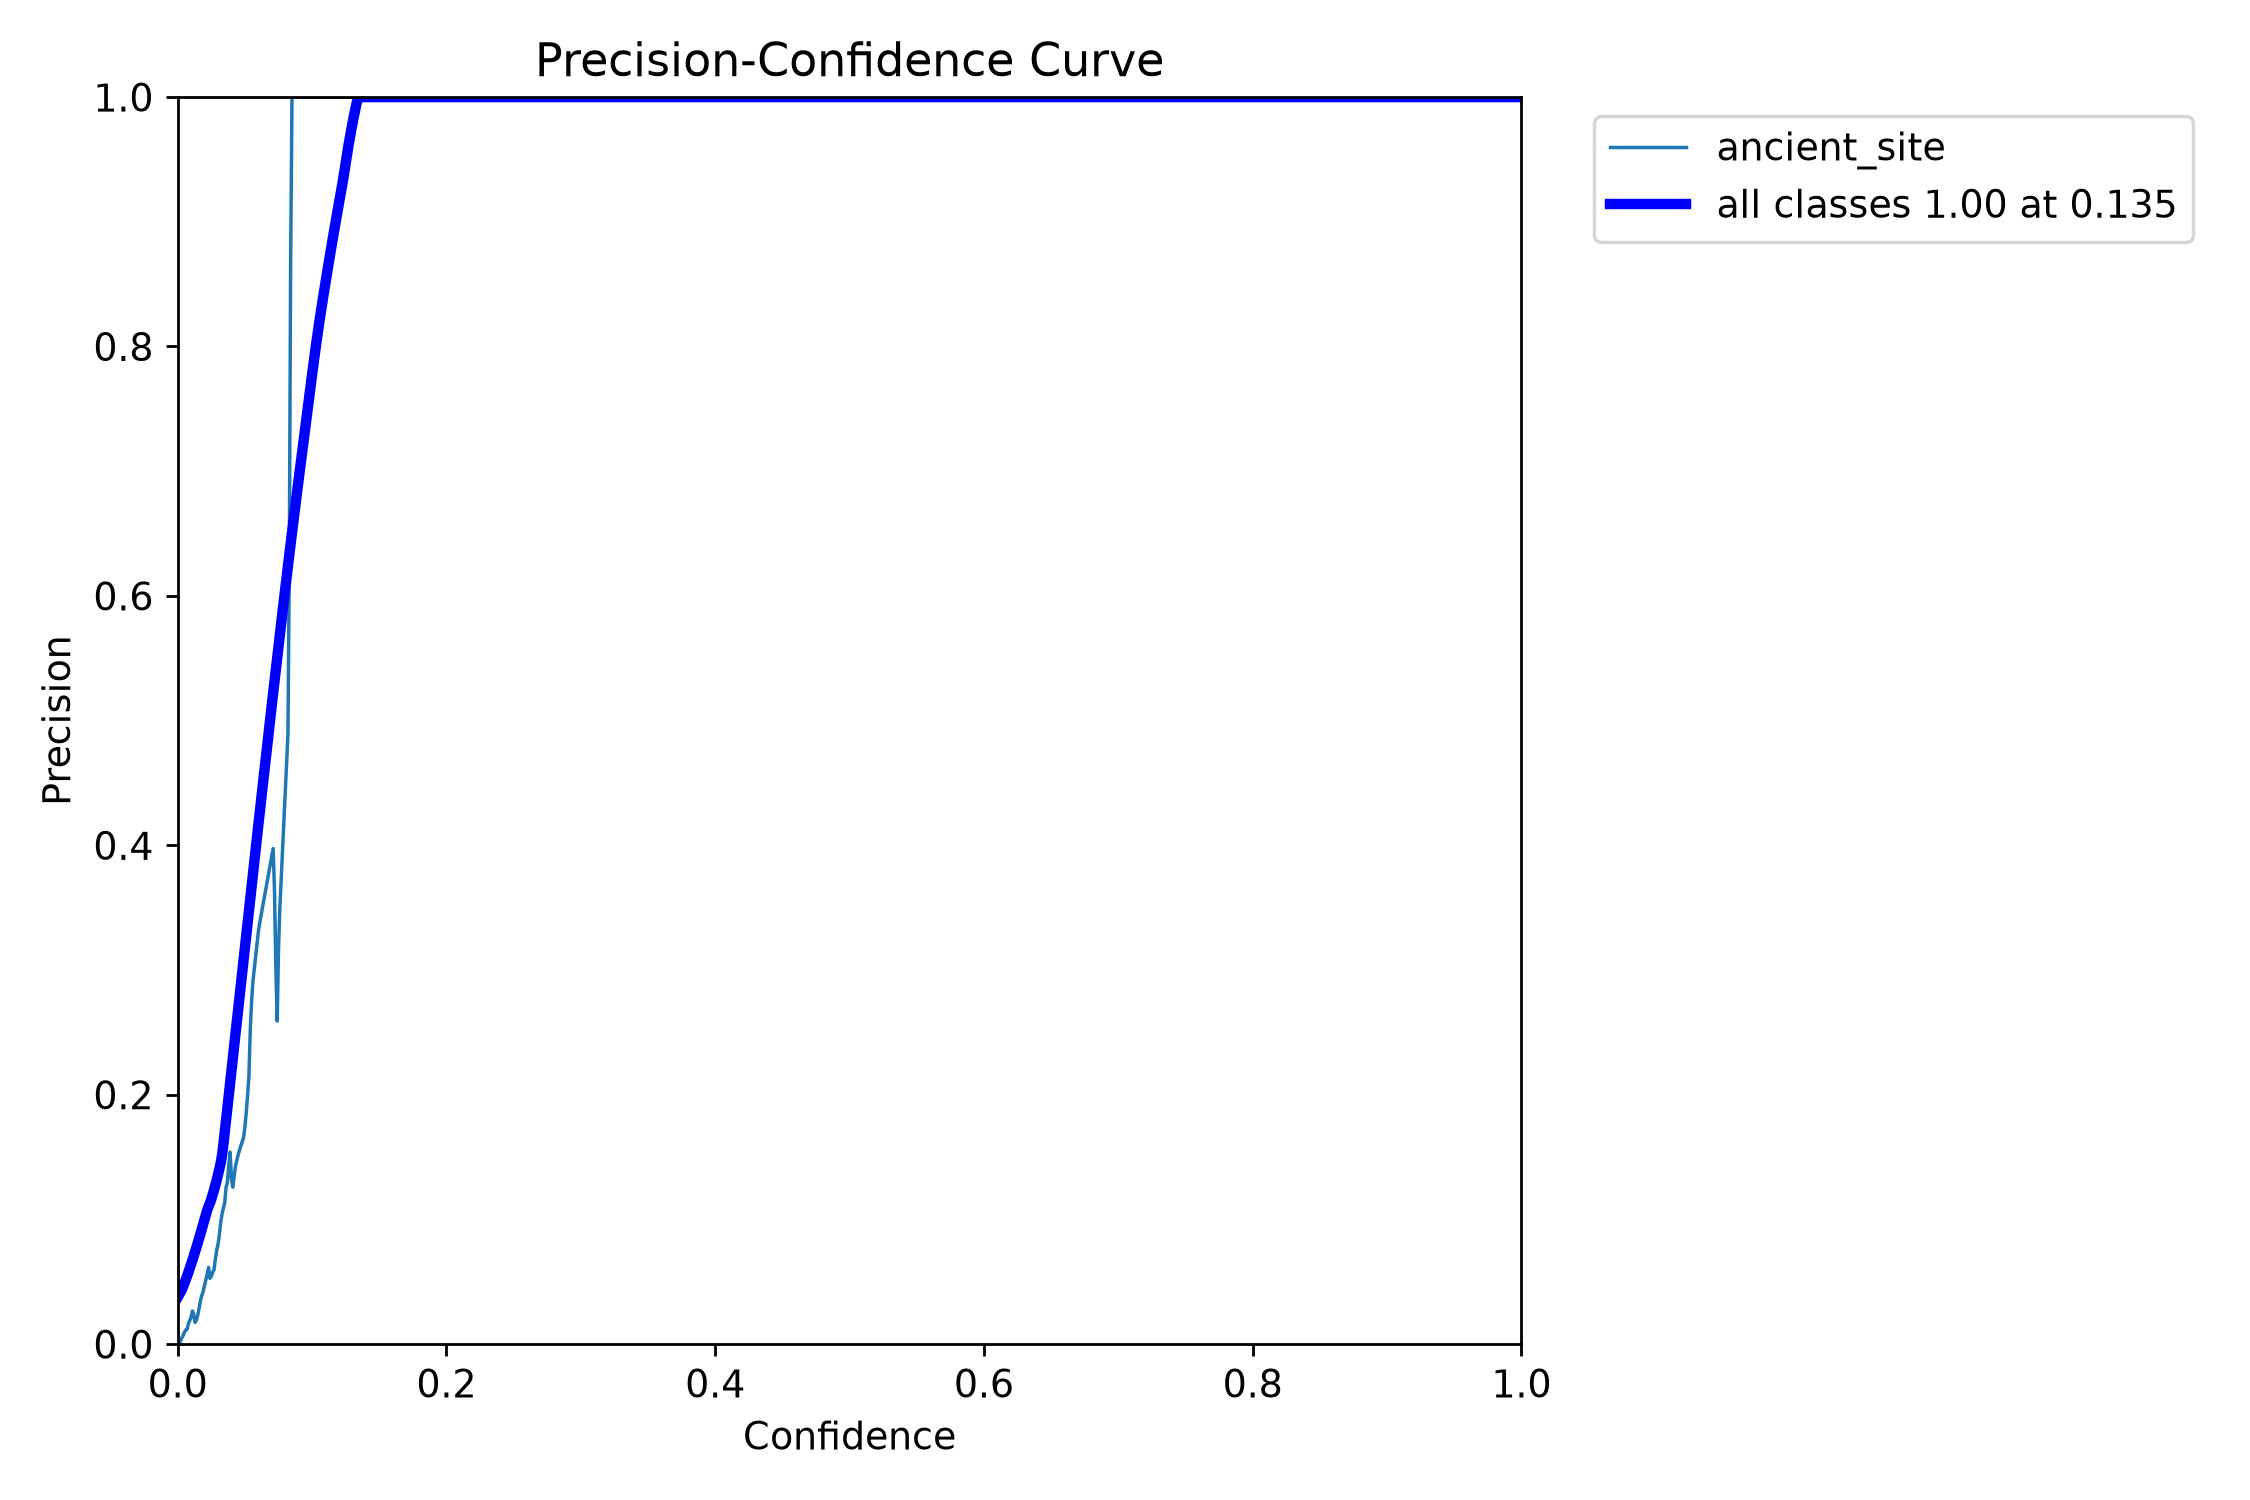 Precision-Confidence Curve
1.0
0.8
0.6
0.4
0.2
0.0
Precision
0.0 0.2 0.4 0.6 0.8 1.0
Confidence
ancient_site
all classes 1.00 at 0.135